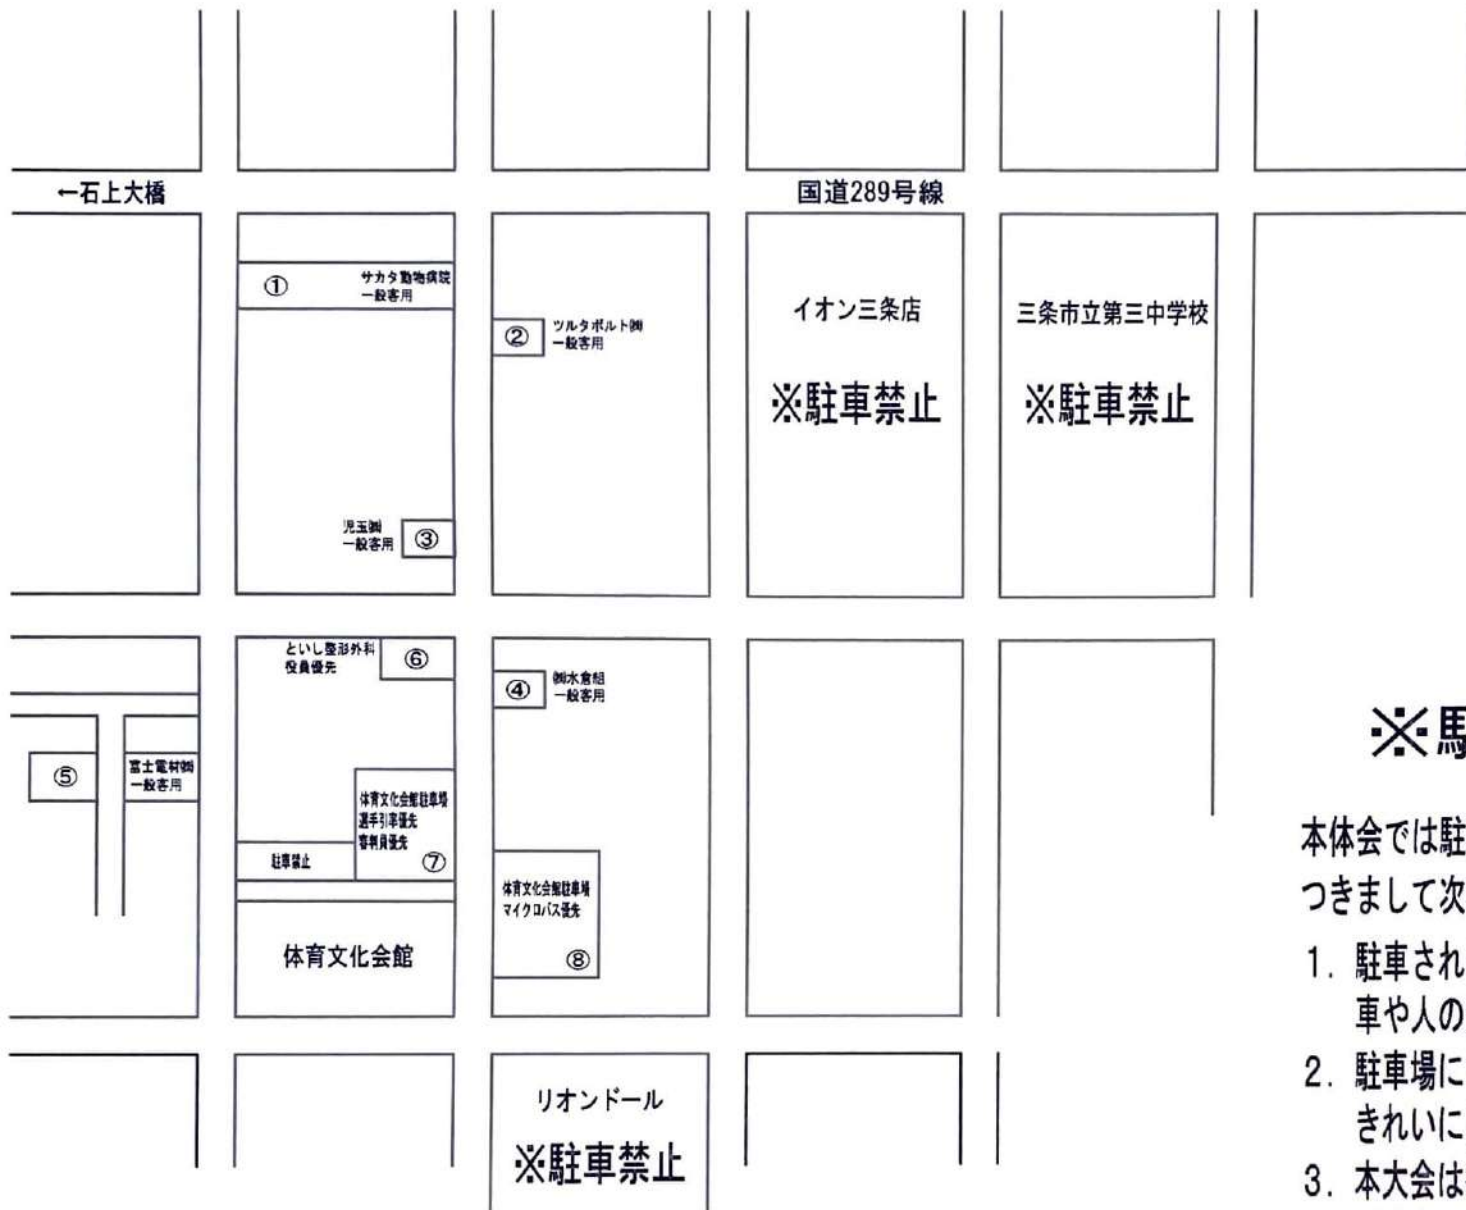 ←石上大橋
国道289号線
① サカタ動物病院
一般客用
② ツルタボルト㈱
一般客用
イオン三条店
※駐車禁止
三条市立第三中学校
※駐車禁止
児玉㈱
一般客用 ③
といし整形外科
役員優先 ⑥
④ ㈱水倉組
一般客用
⑤ 富士電材㈱
一般客用
体育文化会館駐車場
選手引率優先
審判員優先
⑦
駐車禁止
体育文化会館
体育文化会館駐車場
マイクロバス優先
⑧
リオンドール
※駐車禁止
※駐
本体会では駐
つきまして次
1. 駐車され
車や人の
2. 駐車場に
きれいに
3. 本大会は